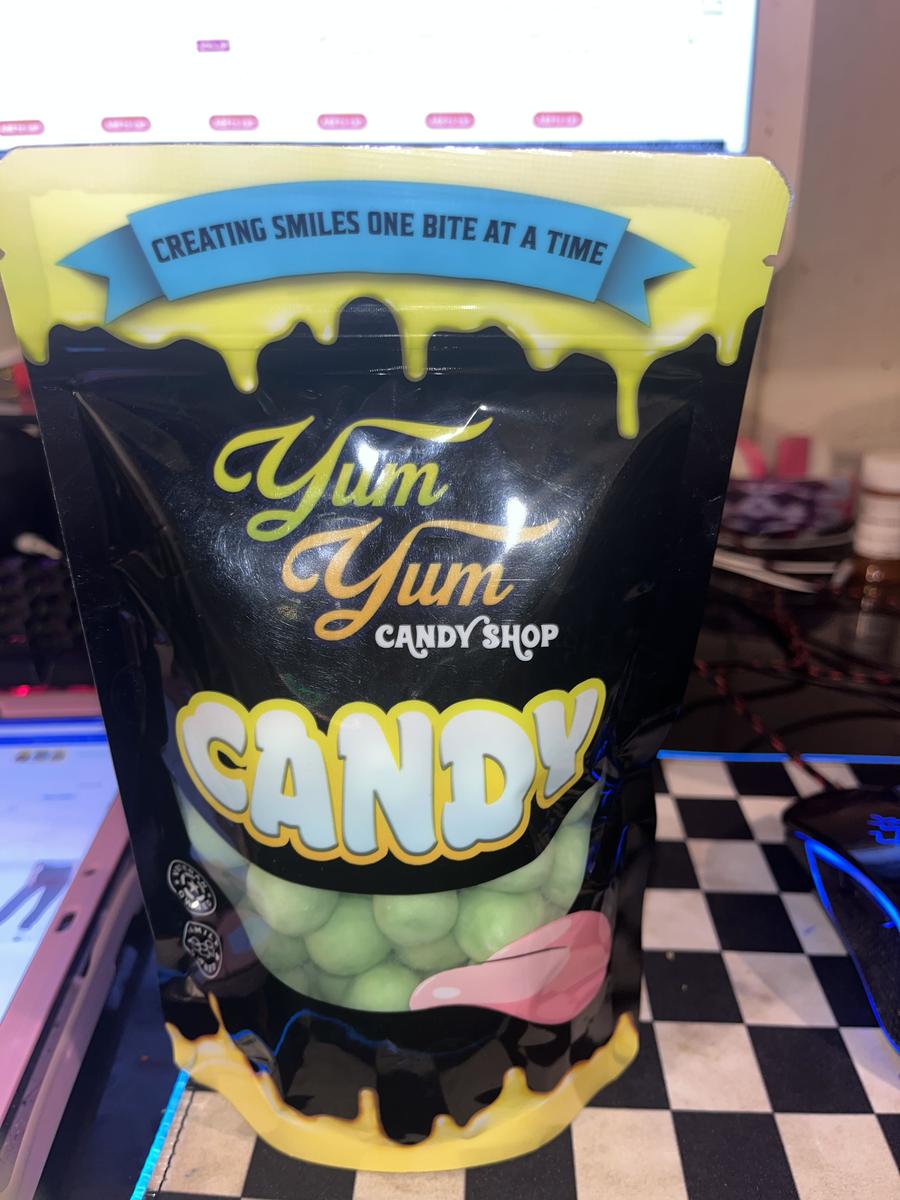 CREATING SMILES ONE BITE AT A TIME
Yum
Yum
CANDY SHOP
CANDY